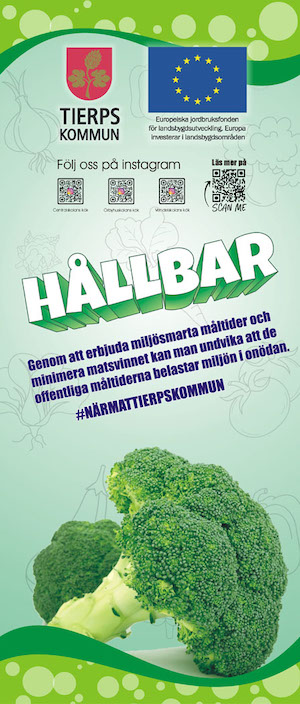 TIERPS
KOMMUN
Europeiska jordbruksfonden
för landsbygdsutveckling, Europa
investerar i landsbygdsområden
Följ oss på instagram
Läs mer på
Centralskolans kök
SCAN ME
HÅLLBAR
Genom att erbjuda miljösmarta måltider och
minimera matsvinnet kan man undvika att de
offentliga måltiderna belastar miljön i onödan.
#NÄRMATTIERPSKOMMUN